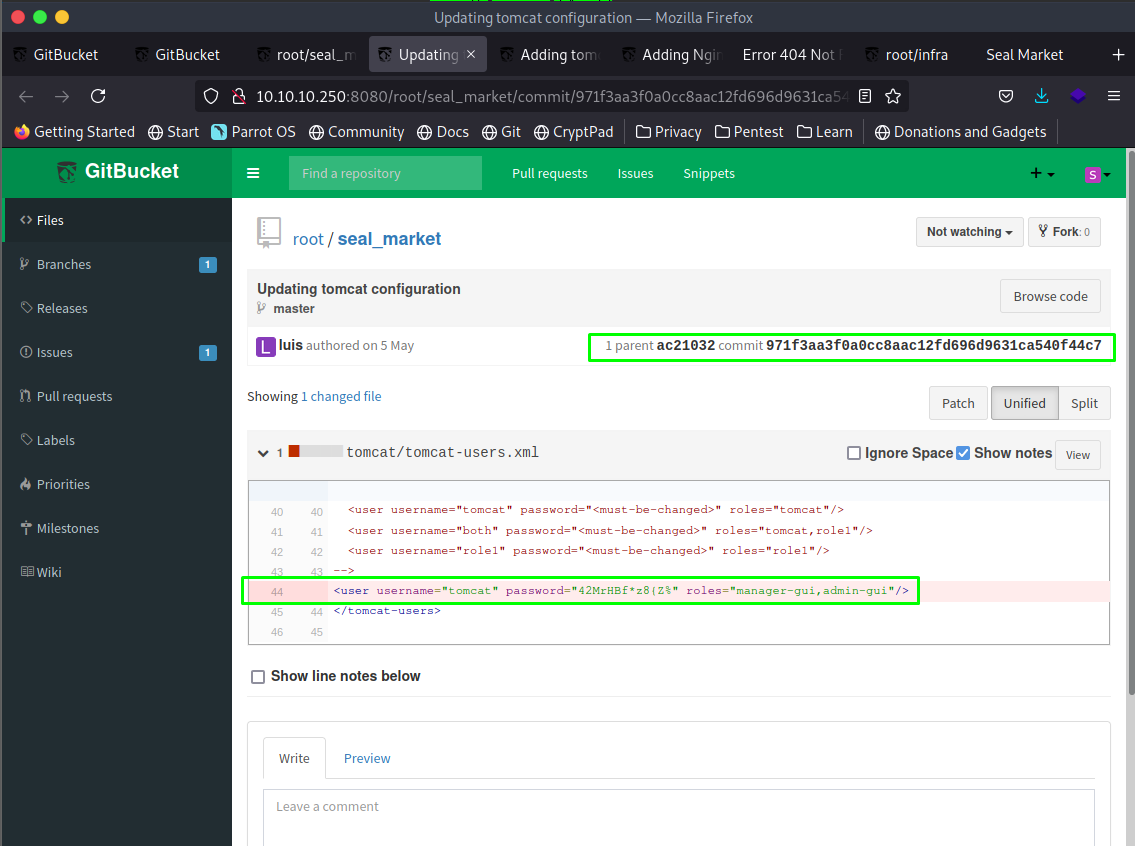 Updating tomcat configuration — Mozilla Firefox
GitBucket GitBucket root/seal_m Updating × Adding tom Adding Ngin Error 404 Not root/infra Seal Market +
10.10.10.250:8080/root/seal_market/commit/971f3aa3f0a0cc8aac12fd696d9631ca54
Getting Started Start Parrot OS Community Docs Git CryptPad Privacy Pentest Learn Donations and Gadgets
GitBucket
Find a repository
Pull requests Issues Snippets
+ S
Files
Branches 1
Releases
Issues 1
Pull requests
Labels
Priorities
Milestones
Wiki
root / seal_market
Not watching Fork: 0
Updating tomcat configuration
master
Browse code
L luis authored on 5 May
1 parent ac21032 commit 971f3aa3f0a0cc8aac12fd696d9631ca540f44c7
Showing 1 changed file
Patch Unified Split
1 tomcat/tomcat-users.xml
Ignore Space Show notes View
40 40 <user username="tomcat" password="<must-be-changed>" roles="tomcat"/>
41 41 <user username="both" password="<must-be-changed>" roles="tomcat,role1"/>
42 42 <user username="role1" password="<must-be-changed>" roles="role1"/>
43 43 -->
44 <user username="tomcat" password="42MrHBf*z8{Z%" roles="manager-gui,admin-gui"/>
45 44 </tomcat-users>
46 45
Show line notes below
Write Preview
Leave a comment